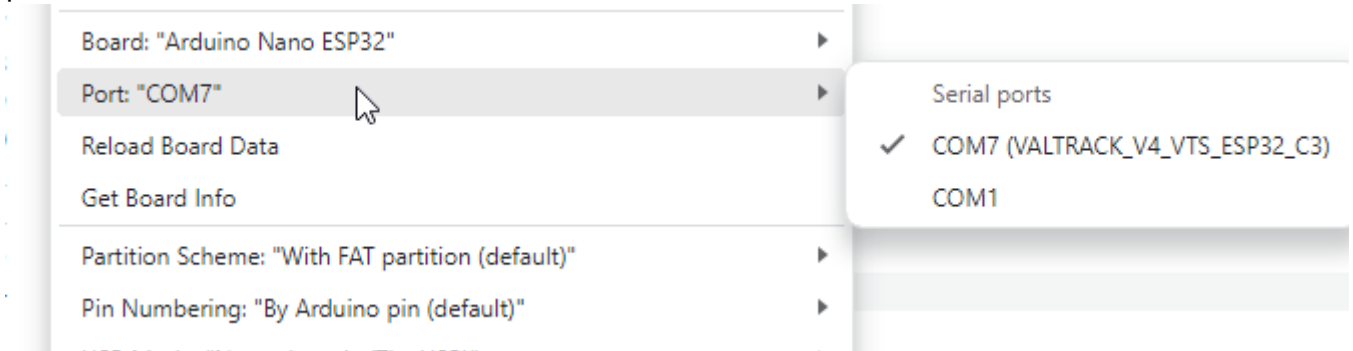 Board: "Arduino Nano ESP32"
Port: "COM7"
Serial ports
Reload Board Data
COM7 (VALTRACK_V4_VTS_ESP32_C3)
Get Board Info
COM1
Partition Scheme: "With FAT partition (default)"
Pin Numbering: "By Arduino pin (default)"